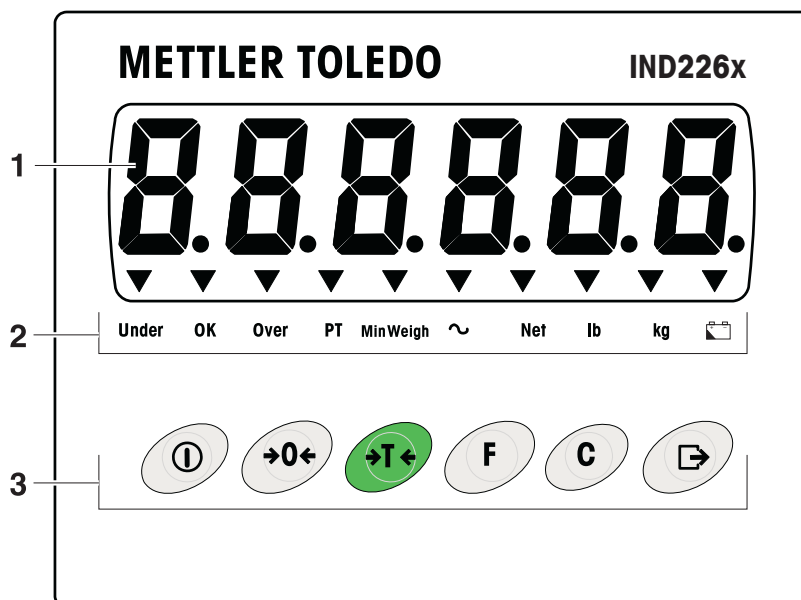 METTLER TOLEDO IND226x
1
8.8.8.8.8.8.
2 Under OK Over PT MinWeigh ~ Net lb kg
3 →0← →T← F C